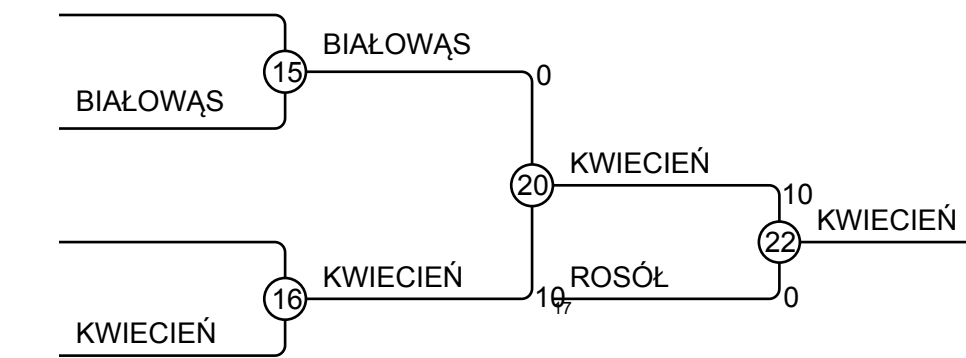 BIAŁOWĄS
15
0
BIAŁOWĄS
KWIECIEŃ
20
10
KWIECIEŃ
22
KWIECIEŃ
ROSÓŁ
16
10
17
0
KWIECIEŃ